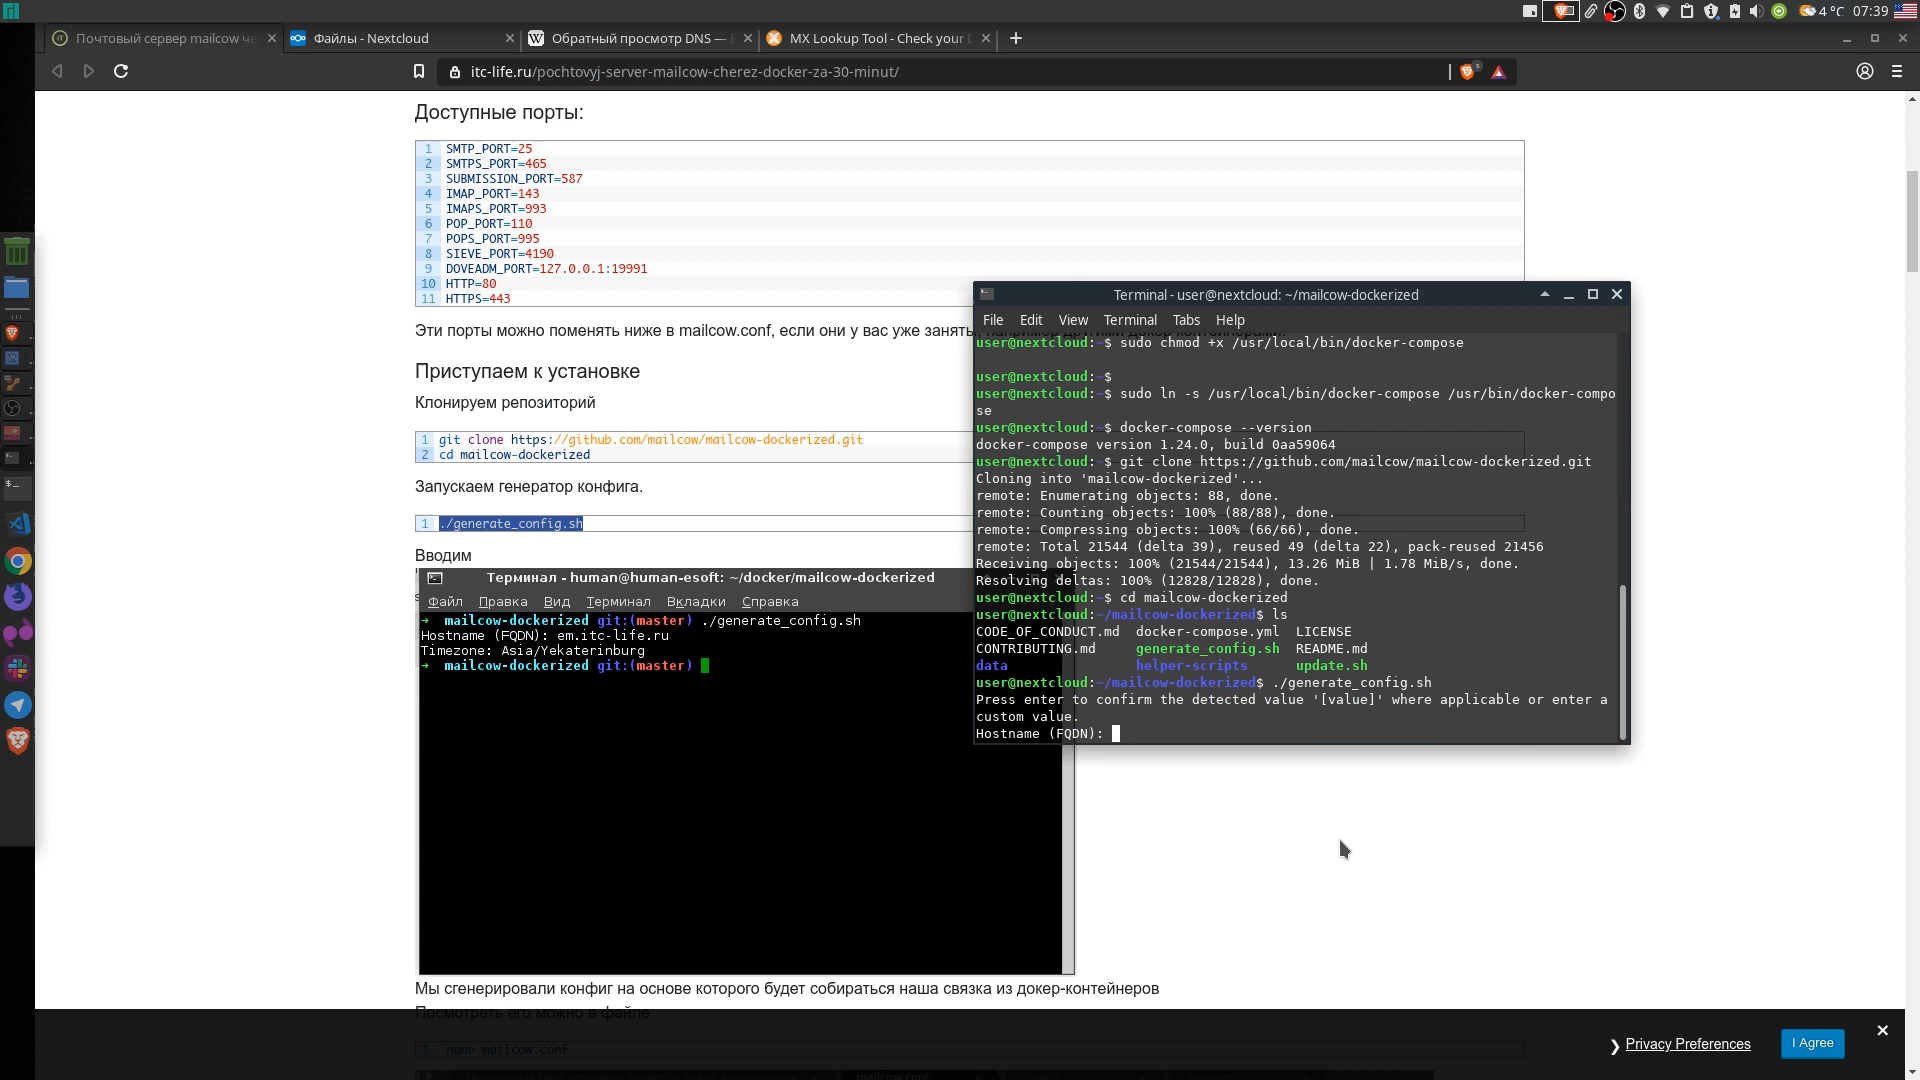 4 °C 07:39
Почтовый сервер mailcow че
Файлы - Nextcloud
Обратный просмотр DNS —
MX Lookup Tool - Check your
itc-life.ru/pochtovyj-server-mailcow-cherez-docker-za-30-minut/
Доступные порты:
1 SMTP_PORT=25
2 SMTPS_PORT=465
3 SUBMISSION_PORT=587
4 IMAP_PORT=143
5 IMAPS_PORT=993
6 POP_PORT=110
7 POPS_PORT=995
8 SIEVE_PORT=4190
9 DOVEADM_PORT=127.0.0.1:19991
10 HTTP=80
11 HTTPS=443
Эти порты можно поменять ниже в mailcow.conf, если они у вас уже заняты, например другими докер контейнерами.
Приступаем к установке
Клонируем репозиторий
1 git clone https://github.com/mailcow/mailcow-dockerized.git
2 cd mailcow-dockerized
Запускаем генератор конфига.
1 ./generate_config.sh
Вводим
Терминал - human@human-esoft: ~/docker/mailcow-dockerized
Файл Правка Вид Терминал Вкладки Справка
→ mailcow-dockerized git:(master) ./generate_config.sh
Hostname (FQDN): em.itc-life.ru
Timezone: Asia/Yekaterinburg
→ mailcow-dockerized git:(master)
Мы сгенерировали конфиг на основе которого будет собираться наша связка из докер-контейнеров
Посмотреть его можно в файле
1 nano mailcow.conf
Terminal - user@nextcloud: ~/mailcow-dockerized
File Edit View Terminal Tabs Help
user@nextcloud:~$ sudo chmod +x /usr/local/bin/docker-compose
user@nextcloud:~$
user@nextcloud:~$ sudo ln -s /usr/local/bin/docker-compose /usr/bin/docker-compo
se
user@nextcloud:~$ docker-compose --version
docker-compose version 1.24.0, build 0aa59064
user@nextcloud:~$ git clone https://github.com/mailcow/mailcow-dockerized.git
Cloning into 'mailcow-dockerized'...
remote: Enumerating objects: 88, done.
remote: Counting objects: 100% (88/88), done.
remote: Compressing objects: 100% (66/66), done.
remote: Total 21544 (delta 39), reused 49 (delta 22), pack-reused 21456
Receiving objects: 100% (21544/21544), 13.26 MiB | 1.78 MiB/s, done.
Resolving deltas: 100% (12828/12828), done.
user@nextcloud:~$ cd mailcow-dockerized
user@nextcloud:~/mailcow-dockerized$ ls
CODE_OF_CONDUCT.md docker-compose.yml LICENSE
CONTRIBUTING.md generate_config.sh README.md
data helper-scripts update.sh
user@nextcloud:~/mailcow-dockerized$ ./generate_config.sh
Press enter to confirm the detected value '[value]' where applicable or enter a
custom value.
Hostname (FQDN):
Privacy Preferences
I Agree